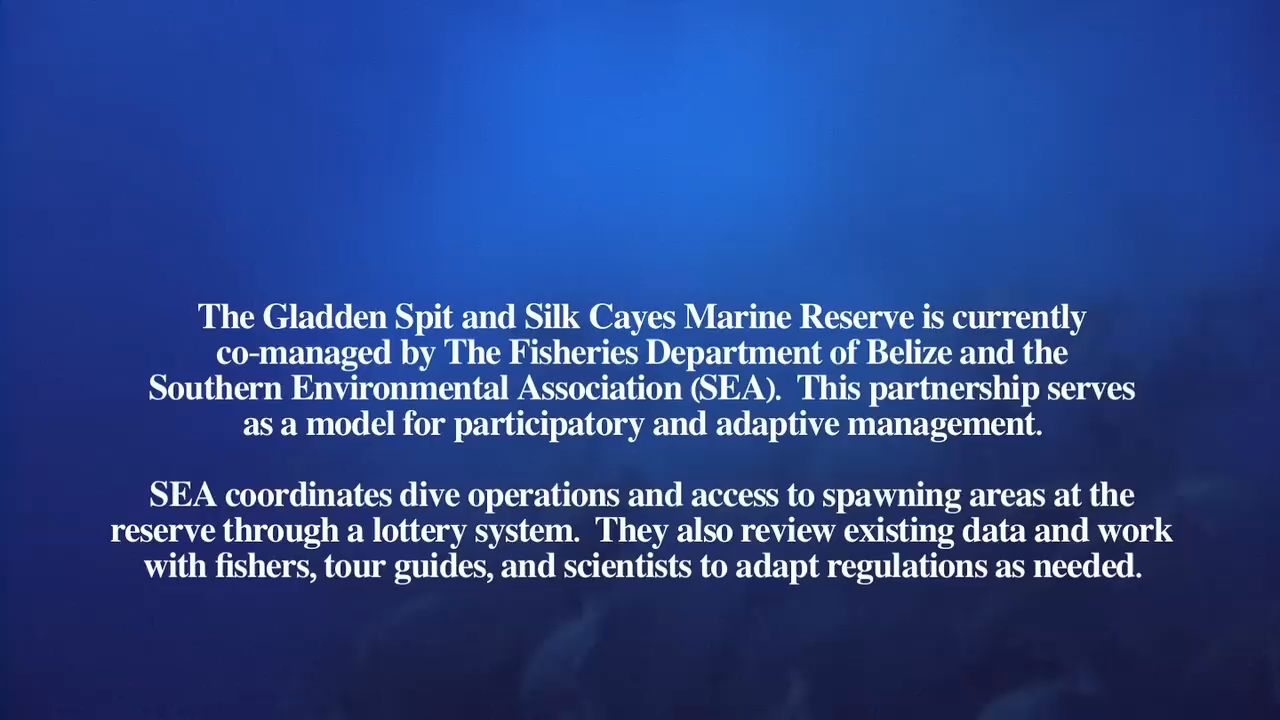 The Gladden Spit and Silk Cayes Marine Reserve is currently
co-managed by The Fisheries Department of Belize and the
Southern Environmental Association (SEA).  This partnership serves
as a model for participatory and adaptive management.
SEA coordinates dive operations and access to spawning areas at the
reserve through a lottery system.  They also review existing data and work
with fishers, tour guides, and scientists to adapt regulations as needed.